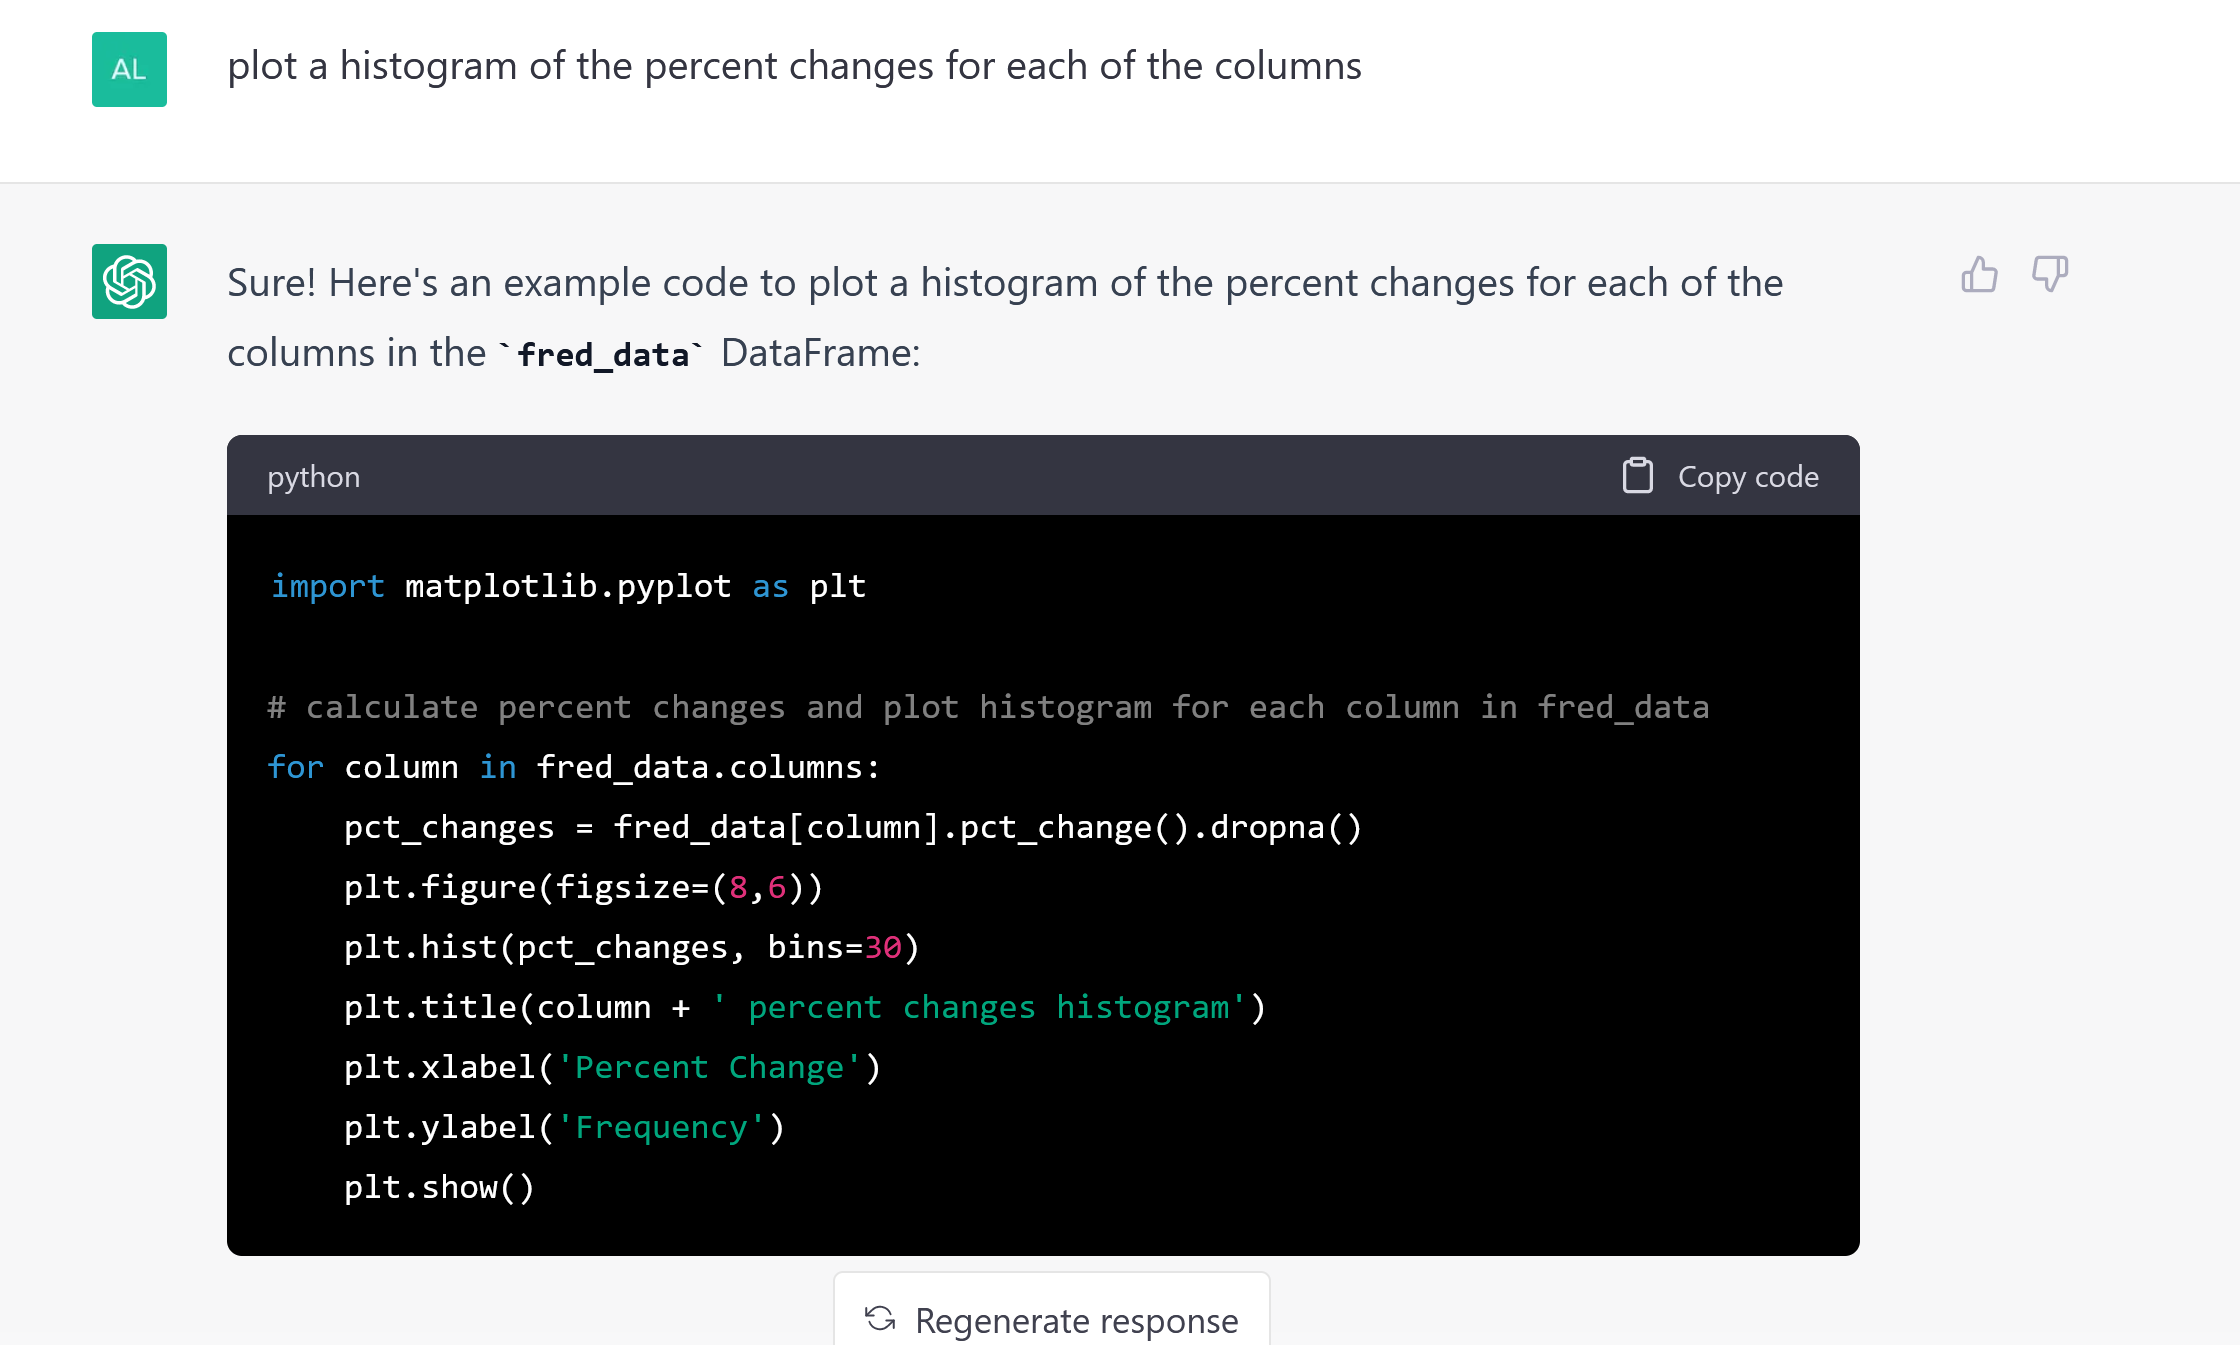 AL
plot a histogram of the percent changes for each of the columns
Sure! Here's an example code to plot a histogram of the percent changes for each of the
columns in the `fred_data` DataFrame:
python
Copy code
import matplotlib.pyplot as plt
# calculate percent changes and plot histogram for each column in fred_data
for column in fred_data.columns:
    pct_changes = fred_data[column].pct_change().dropna()
    plt.figure(figsize=(8,6))
    plt.hist(pct_changes, bins=30)
    plt.title(column + ' percent changes histogram')
    plt.xlabel('Percent Change')
    plt.ylabel('Frequency')
    plt.show()
Regenerate response